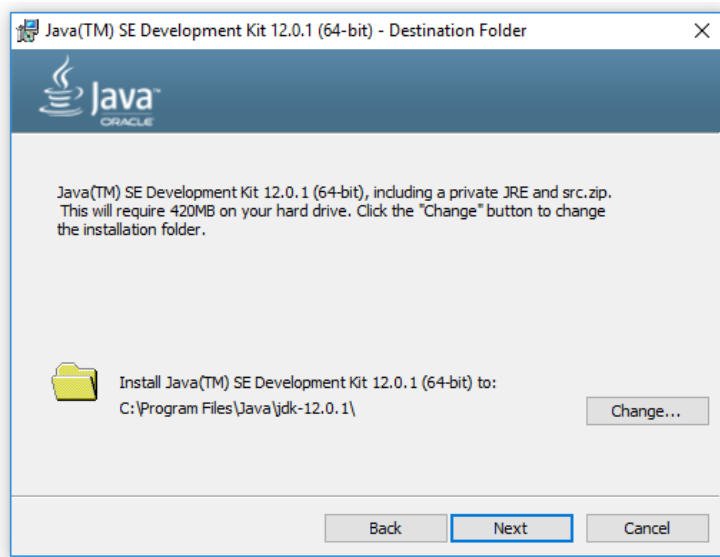 Java(TM) SE Development Kit 12.0.1 (64-bit) - Destination Folder
Java™
ORACLE
Java(TM) SE Development Kit 12.0.1 (64-bit), including a private JRE and src.zip.
This will require 420MB on your hard drive. Click the "Change" button to change
the installation folder.
Install Java(TM) SE Development Kit 12.0.1 (64-bit) to:
C:\Program Files\Java\jdk-12.0.1\
Change...
Back
Next
Cancel